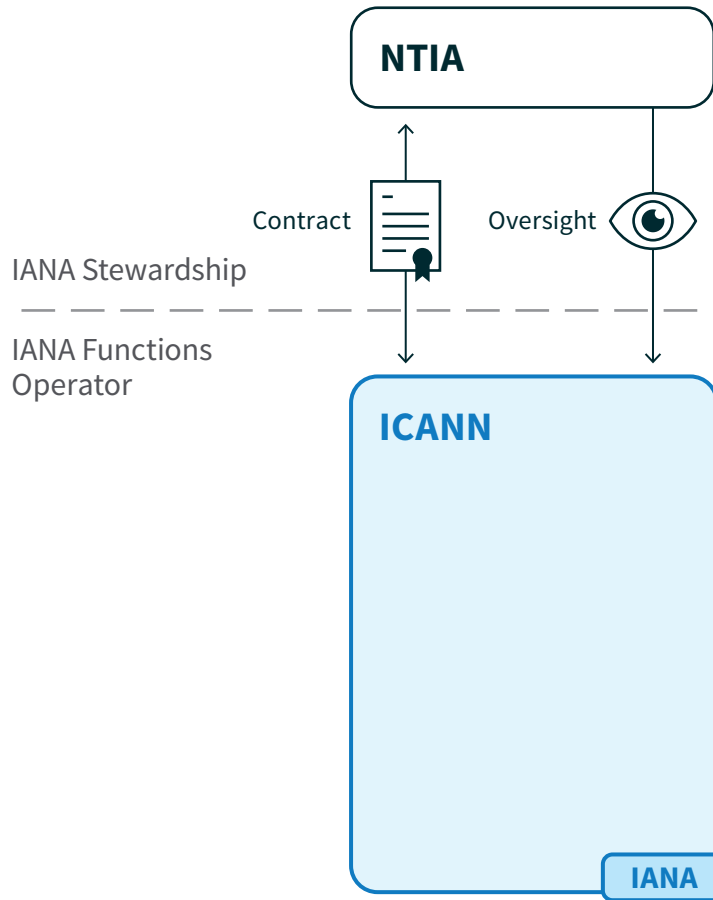 NTIA
Contract
Oversight
IANA Stewardship
IANA Functions
Operator
ICANN
IANA